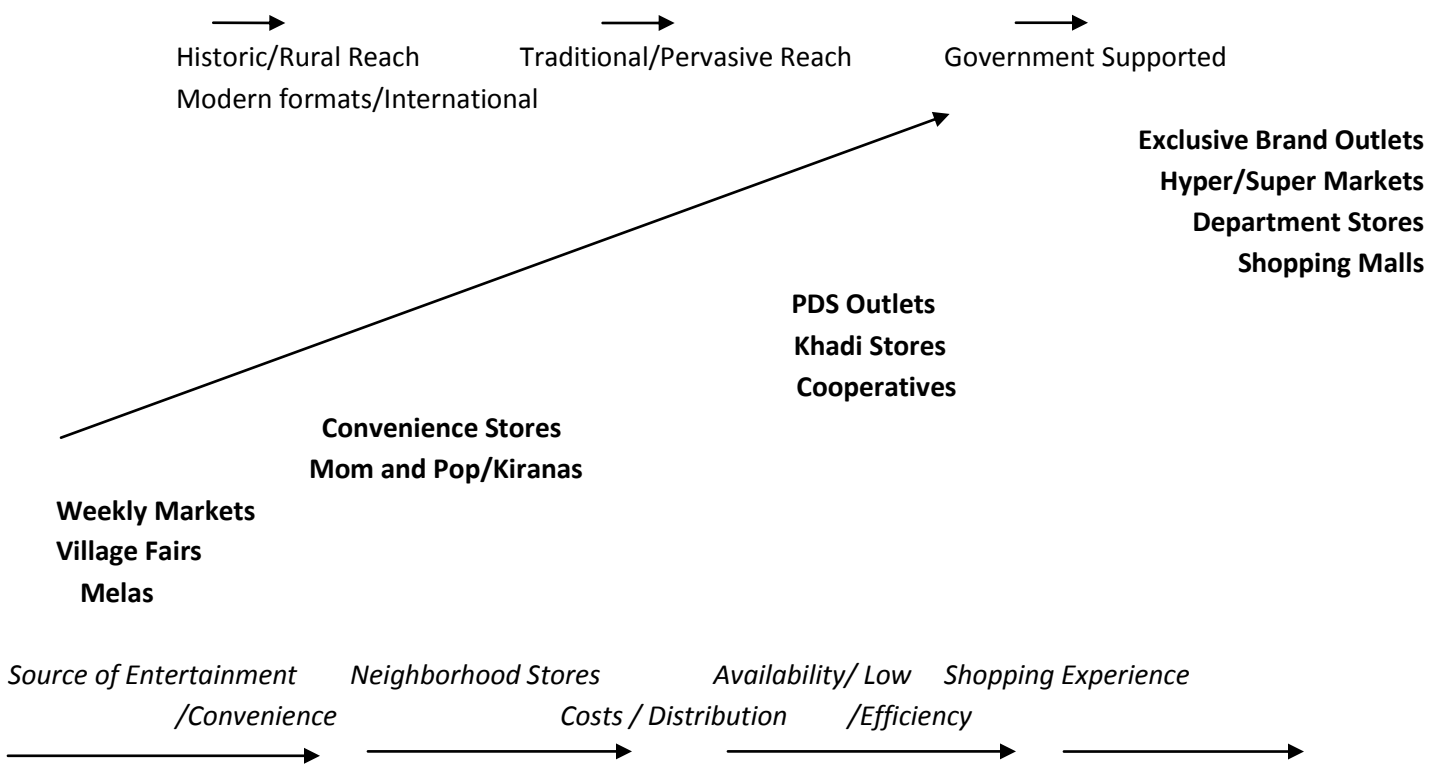 Historic/Rural Reach Traditional/Pervasive Reach Government Supported
Modern formats/International
Exclusive Brand Outlets
Hyper/Super Markets
Department Stores
Shopping Malls
PDS Outlets
Khadi Stores
Cooperatives
Convenience Stores
Mom and Pop/Kiranas
Weekly Markets
Village Fairs
Melas
Source of Entertainment Neighborhood Stores Availability/ Low Shopping Experience
/Convenience Costs / Distribution /Efficiency